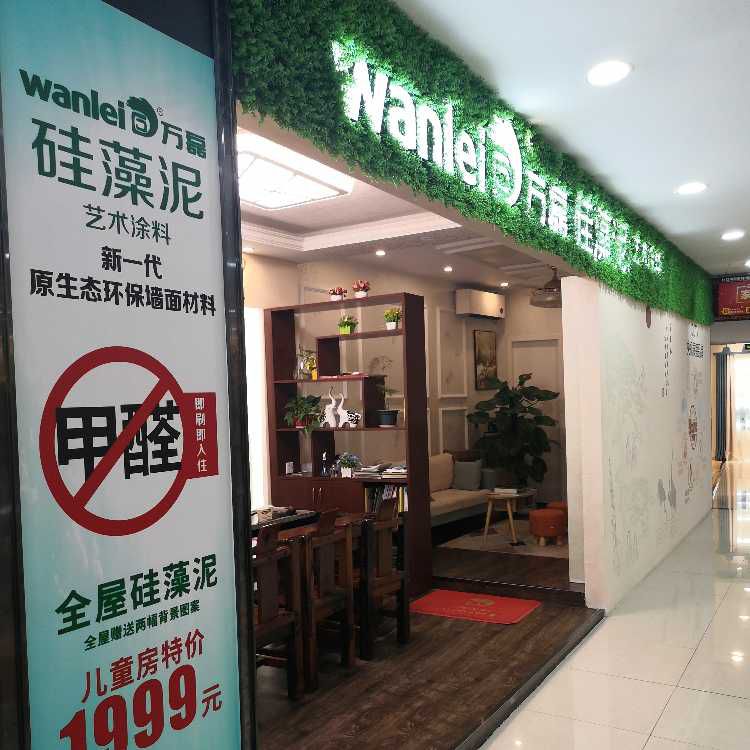 wanlei®万磊
硅藻泥
艺术涂料
新一代
原生态环保墙面材料
甲醛
即刷即入住
全屋硅藻泥
全屋赠送两幅背景图案
儿童房特价
1999元
wanlei 万磊